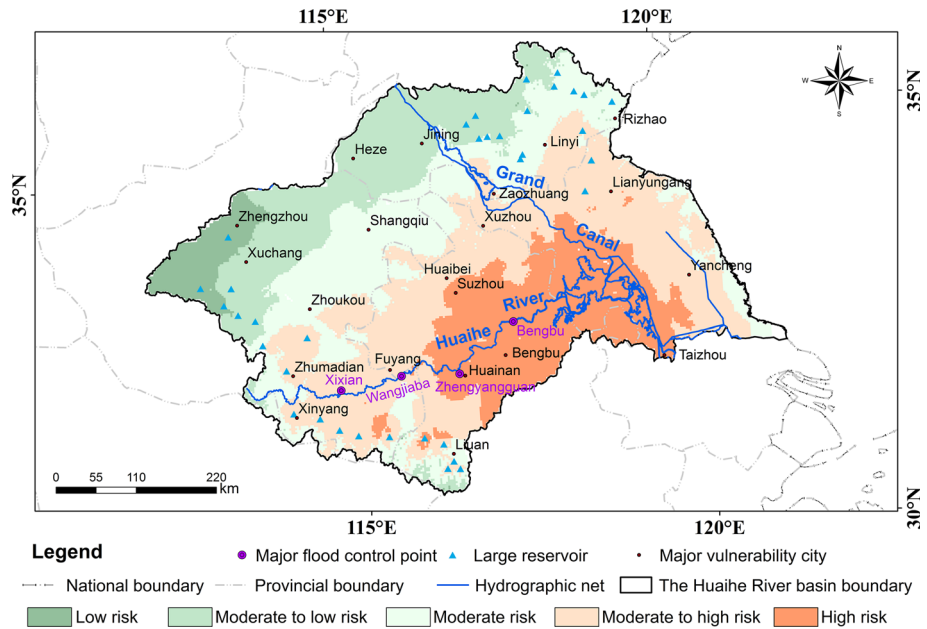 115°E 120°E
N
W E
S
35°N
Rizhao
Jining
Linyi
Heze
Grand
Lianyungang
35°N
Zaozhuang
Zhengzhou
Shangqiu
Xuzhou
Canal
Xuchang
Yancheng
Huaibei
Suzhou
Zhoukou
River
Huaihe
Bengbu
Bengbu
Taizhou
Fuyang
Zhumadian
Huainan
Xixian
Wangjiaba
Zhengyangguan
Xinyang
Liuan
0 55 110 220
km
30°N
115°E 120°E
Legend
Major flood control point Large reservoir Major vulnerability city
National boundary Provincial boundary Hydrographic net The Huaihe River basin boundary
Low risk Moderate to low risk Moderate risk Moderate to high risk High risk